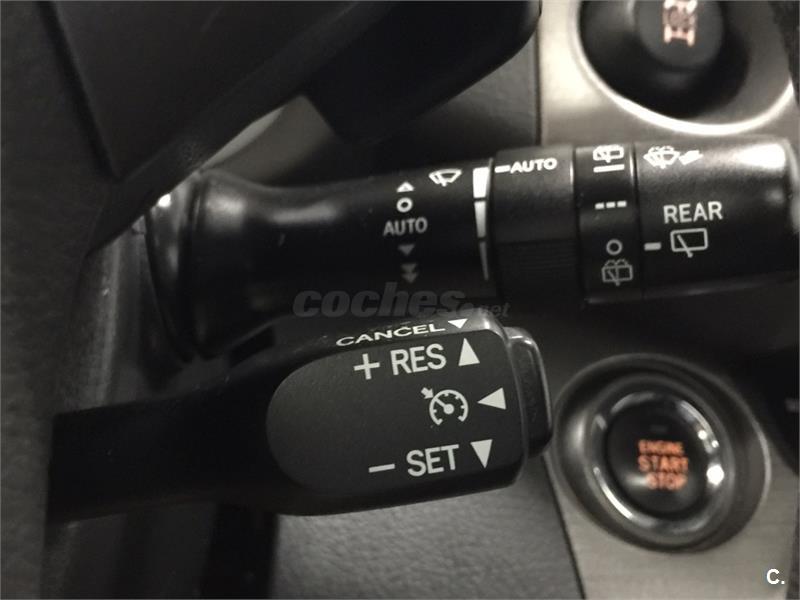 AUTO
AUTO
REAR
coches.net
CANCEL
+ RES
- SET
ENGINE
START
STOP
C.